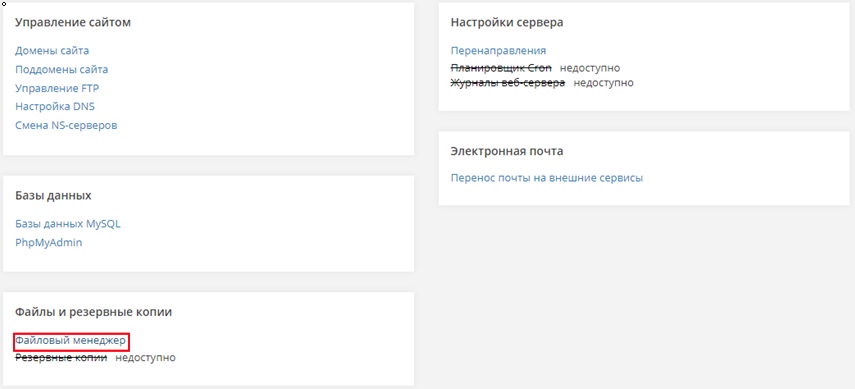 Управление сайтом
Домены сайта
Поддомены сайта
Управление FTP
Настройка DNS
Смена NS-серверов
Базы данных
Базы данных MySQL
PhpMyAdmin
Файлы и резервные копии
Файловый менеджер
Резервные копии недоступно
Настройки сервера
Перенаправления
Планировщик Cron недоступно
Журналы веб-сервера недоступно
Электронная почта
Перенос почты на внешние сервисы